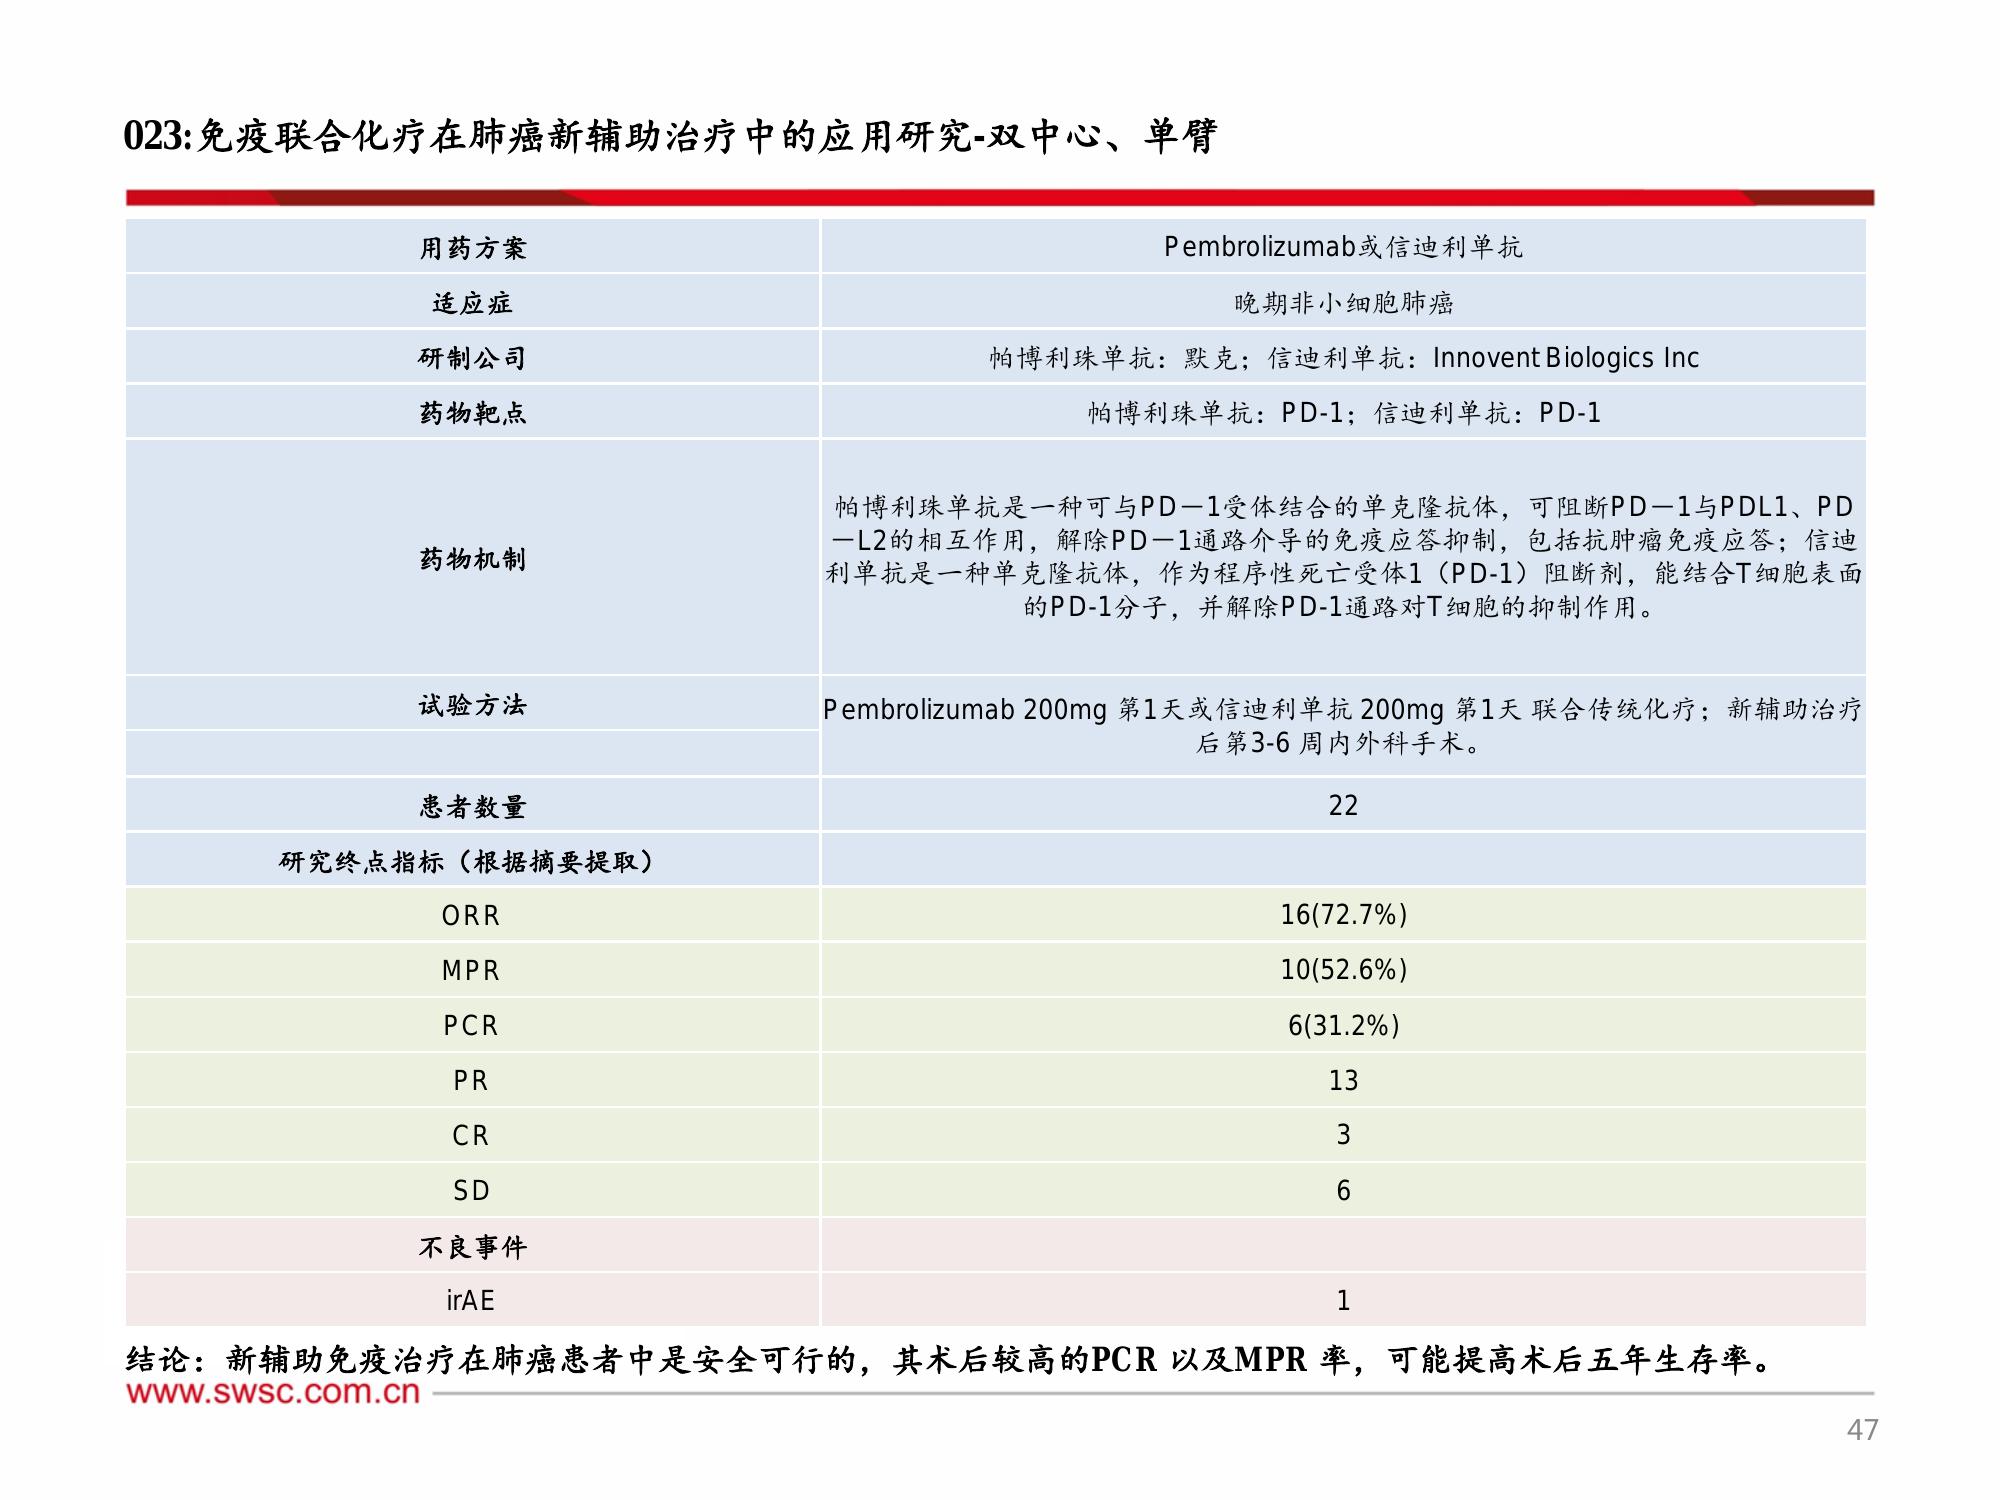 023:免疫联合化疗在肺癌新辅助治疗中的应用研究-双中心、单臂
用药方案
Pembrolizumab或信迪利单抗
适应症
晚期非小细胞肺癌
研制公司
帕博利珠单抗：默克；信迪利单抗：Innovent Biologics Inc
药物靶点
帕博利珠单抗：PD-1；信迪利单抗：PD-1
药物机制
帕博利珠单抗是一种可与PD－1受体结合的单克隆抗体，可阻断PD－1与PDL1、PD
－L2的相互作用，解除PD－1通路介导的免疫应答抑制，包括抗肿瘤免疫应答；信迪
利单抗是一种单克隆抗体，作为程序性死亡受体1（PD-1）阻断剂，能结合T细胞表面
的PD-1分子，并解除PD-1通路对T细胞的抑制作用。
试验方法
Pembrolizumab 200mg 第1天或信迪利单抗 200mg 第1天 联合传统化疗；新辅助治疗
后第3-6 周内外科手术。
患者数量
22
研究终点指标（根据摘要提取）
ORR
16(72.7%)
MPR
10(52.6%)
PCR
6(31.2%)
PR
13
CR
3
SD
6
不良事件
irAE
1
结论：新辅助免疫治疗在肺癌患者中是安全可行的，其术后较高的PCR 以及MPR 率，可能提高术后五年生存率。
www.swsc.com.cn
47